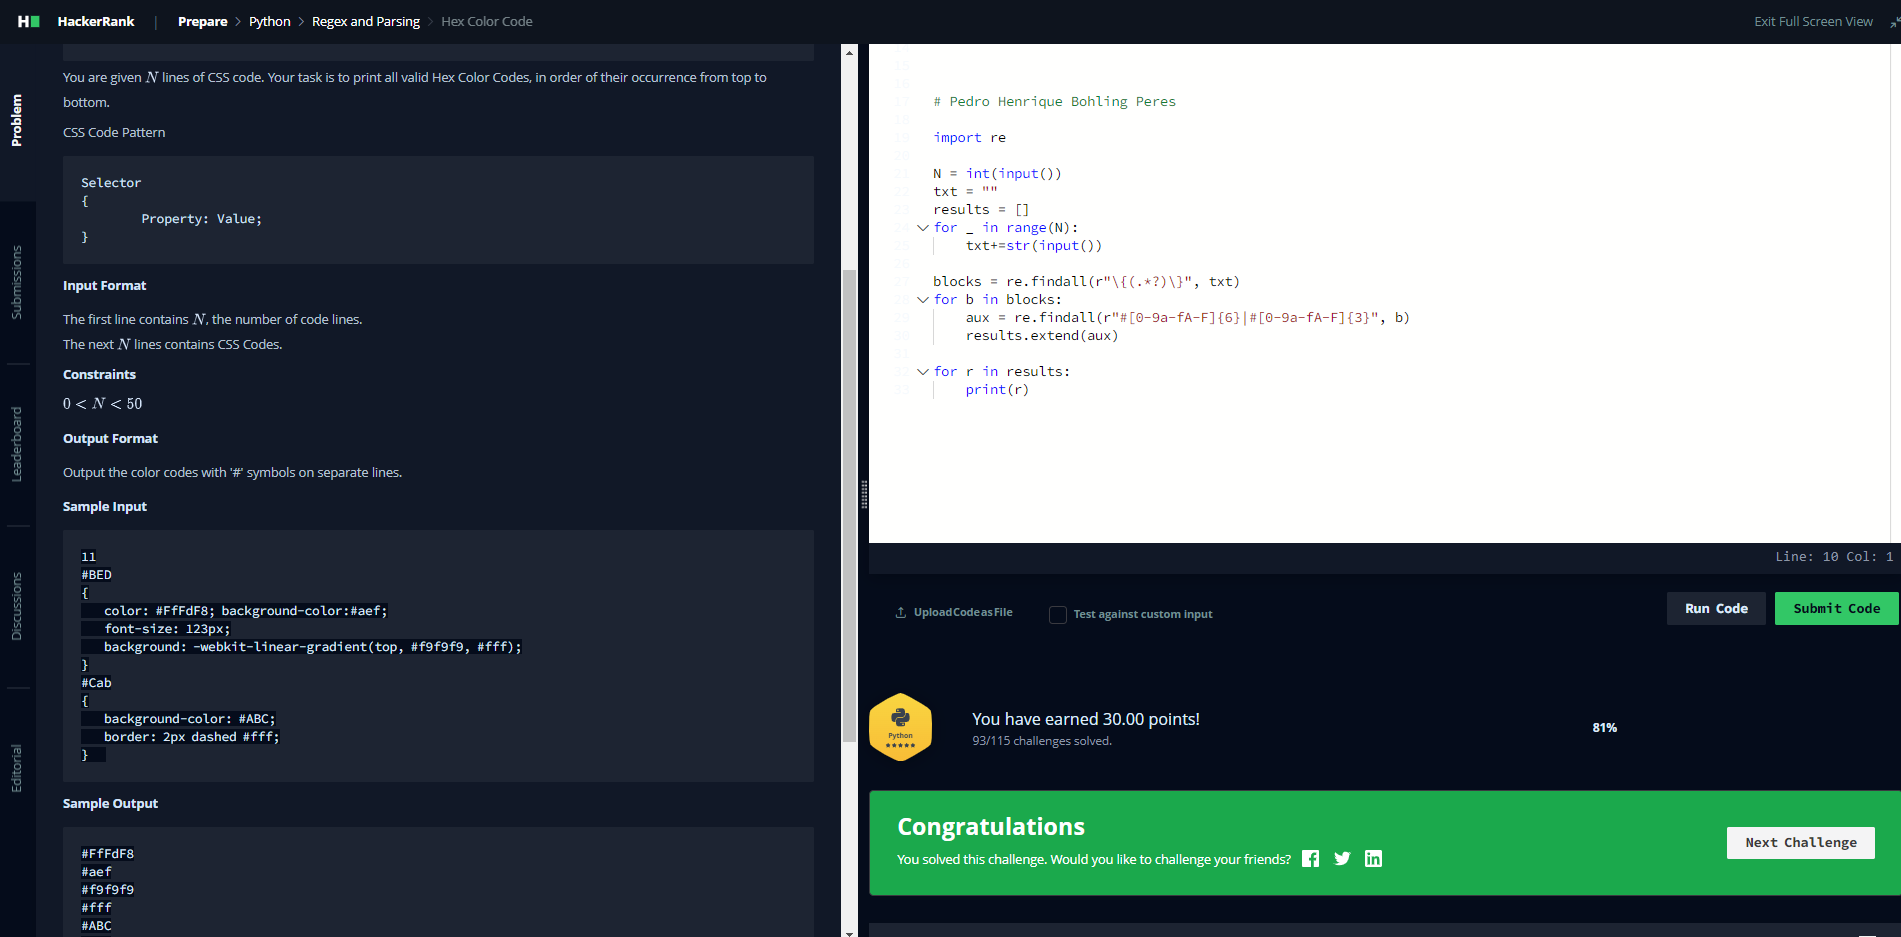 HackerRank | Prepare > Python > Regex and Parsing > Hex Color Code
Exit Full Screen View
Problem
Submissions
Leaderboard
Discussions
Editorial
You are given N lines of CSS code. Your task is to print all valid Hex Color Codes, in order of their occurrence from top to
bottom.
CSS Code Pattern
Selector
{
Property: Value;
}
Input Format
The first line contains N, the number of code lines.
The next N lines contains CSS Codes.
Constraints
0 < N < 50
Output Format
Output the color codes with '#' symbols on separate lines.
Sample Input
11
#BED
{
color: #FfFdF8; background-color:#aef;
font-size: 123px;
background: -webkit-linear-gradient(top, #f9f9f9, #fff);
}
#Cab
{
background-color: #ABC;
border: 2px dashed #fff;
}
Sample Output
#FfFdF8
#aef
#f9f9f9
#fff
#ABC
# Pedro Henrique Bohling Peres
import re
N = int(input())
txt = ""
results = []
for _ in range(N):
txt+=str(input())
blocks = re.findall(r"\{(.*?)\}", txt)
for b in blocks:
aux = re.findall(r"#[0-9a-fA-F]{6}|#[0-9a-fA-F]{3}", b)
results.extend(aux)
for r in results:
print(r)
Line: 10 Col: 1
Upload Code as File
Test against custom input
Run Code
Submit Code
Python
You have earned 30.00 points!
93/115 challenges solved.
81%
Congratulations
You solved this challenge. Would you like to challenge your friends?
Next Challenge